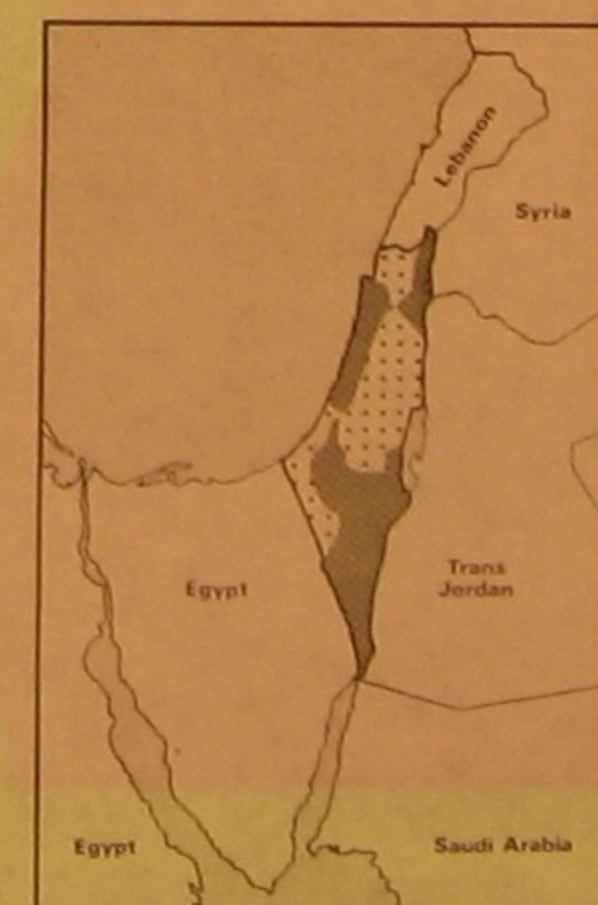 Lebanon
Syria
Egypt
Trans
Jordan
Egypt
Saudi Arabia